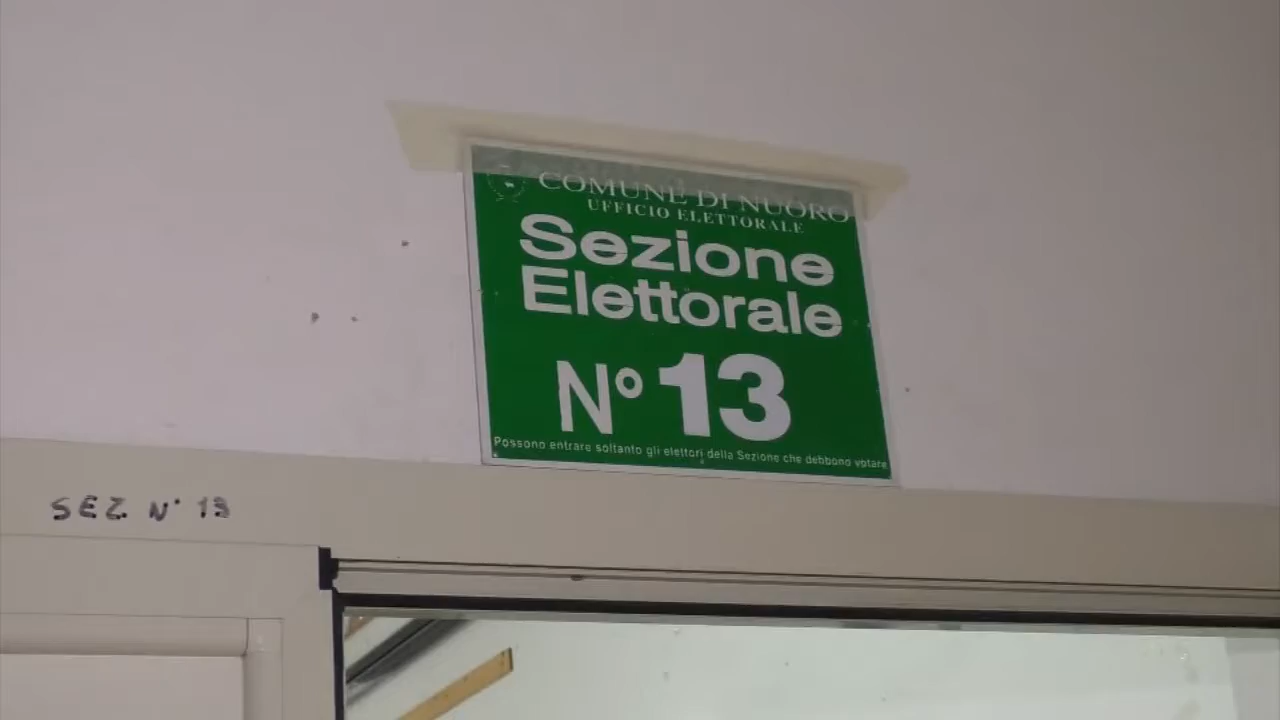 COMUNE DI NUORO
UFFICIO ELETTORALE
Sezione
Elettorale
N° 13
Possono entrare soltanto gli elettori della Sezione che debbono votare
SEZ. N° 13